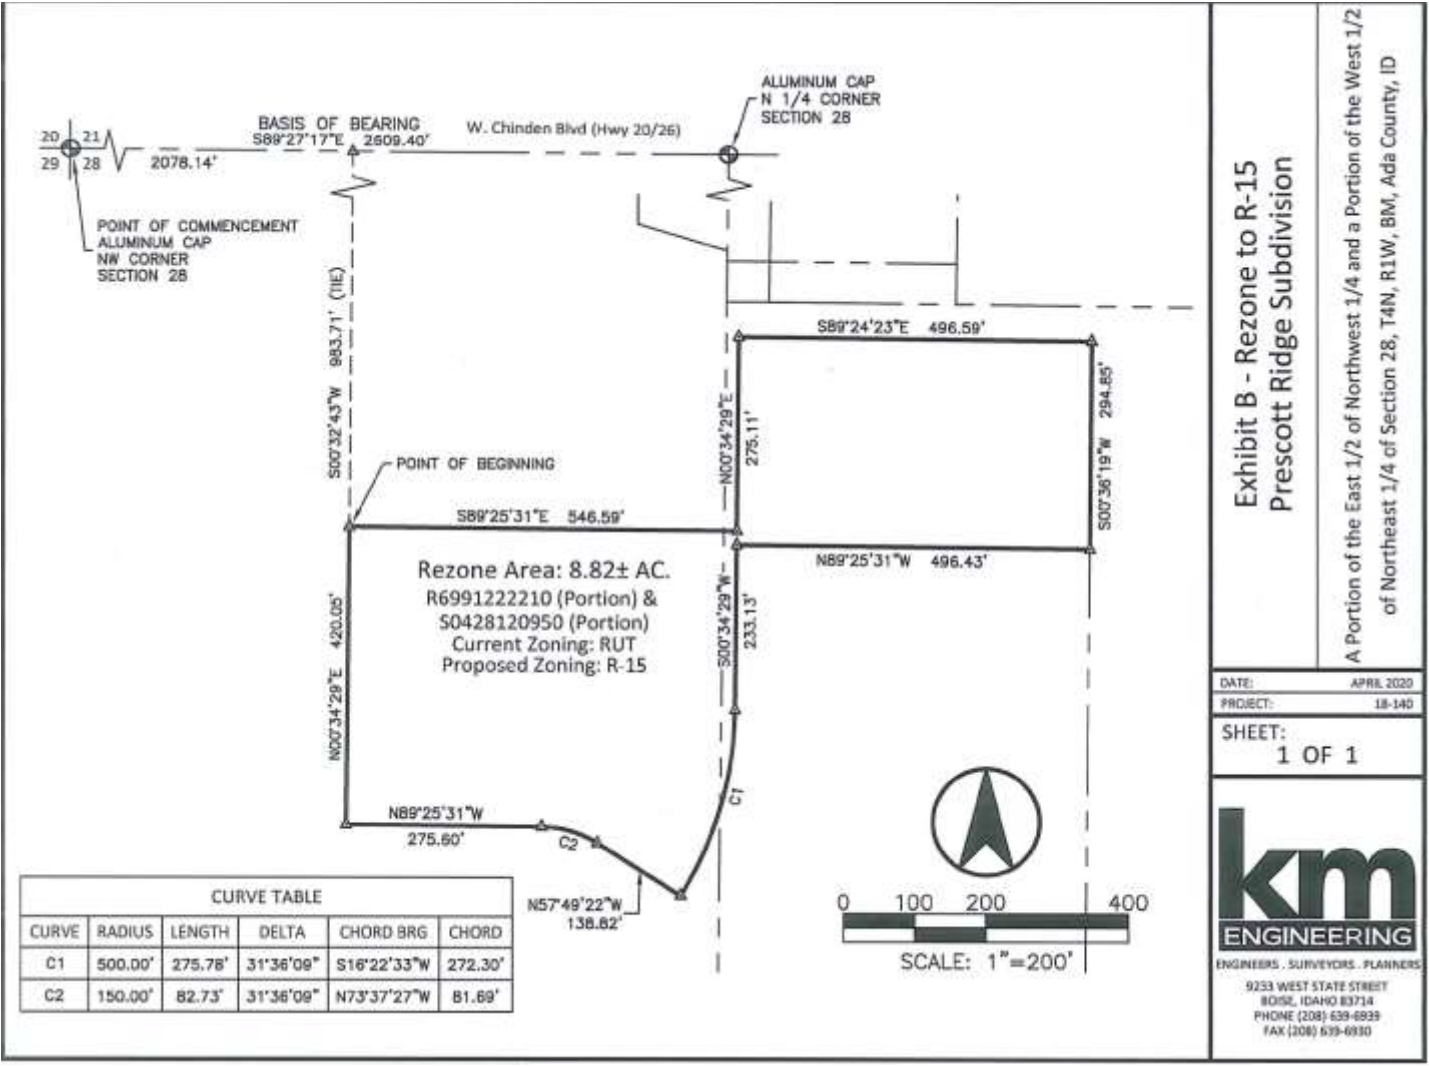 20 21
29 28
BASIS OF BEARING
S89°27'17"E 2609.40'
2078.14'
W. Chinden Blvd (Hwy 20/26)
ALUMINUM CAP
N 1/4 CORNER
SECTION 28
POINT OF COMMENCEMENT
ALUMINUM CAP
NW CORNER
SECTION 28
S00°32'43"W 983.71' (TIE)
POINT OF BEGINNING
S89°24'23"E 496.59'
N00°34'29"E
275.11'
S00°36'19"W 294.85'
S89°25'31"E 546.59'
N89°25'31"W 496.43'
Rezone Area: 8.82± AC.
R6991222210 (Portion) &
S0428120950 (Portion)
Current Zoning: RUT
Proposed Zoning: R-15
S00°34'29"W
233.13'
N00°34'29"E 420.05'
C1
N89°25'31"W
275.60'
C2
N57°49'22"W
138.82'
CURVE TABLE
CURVE RADIUS LENGTH DELTA CHORD BRG CHORD
C1 500.00' 275.78' 31°36'09" S16°22'33"W 272.30'
C2 150.00' 82.73' 31°36'09" N73°37'27"W 81.69'
0 100 200 400
SCALE: 1"=200'
Exhibit B - Rezone to R-15
Prescott Ridge Subdivision
A Portion of the East 1/2 of Northwest 1/4 and a Portion of the West 1/2
of Northeast 1/4 of Section 28, T4N, R1W, BM, Ada County, ID
DATE: APRIL 2020
PROJECT: 18-140
SHEET:
1 OF 1
km
ENGINEERING
ENGINEERS . SURVEYORS . PLANNERS
9233 WEST STATE STREET
BOISE, IDAHO 83714
PHONE (208) 639-6939
FAX (208) 639-6930